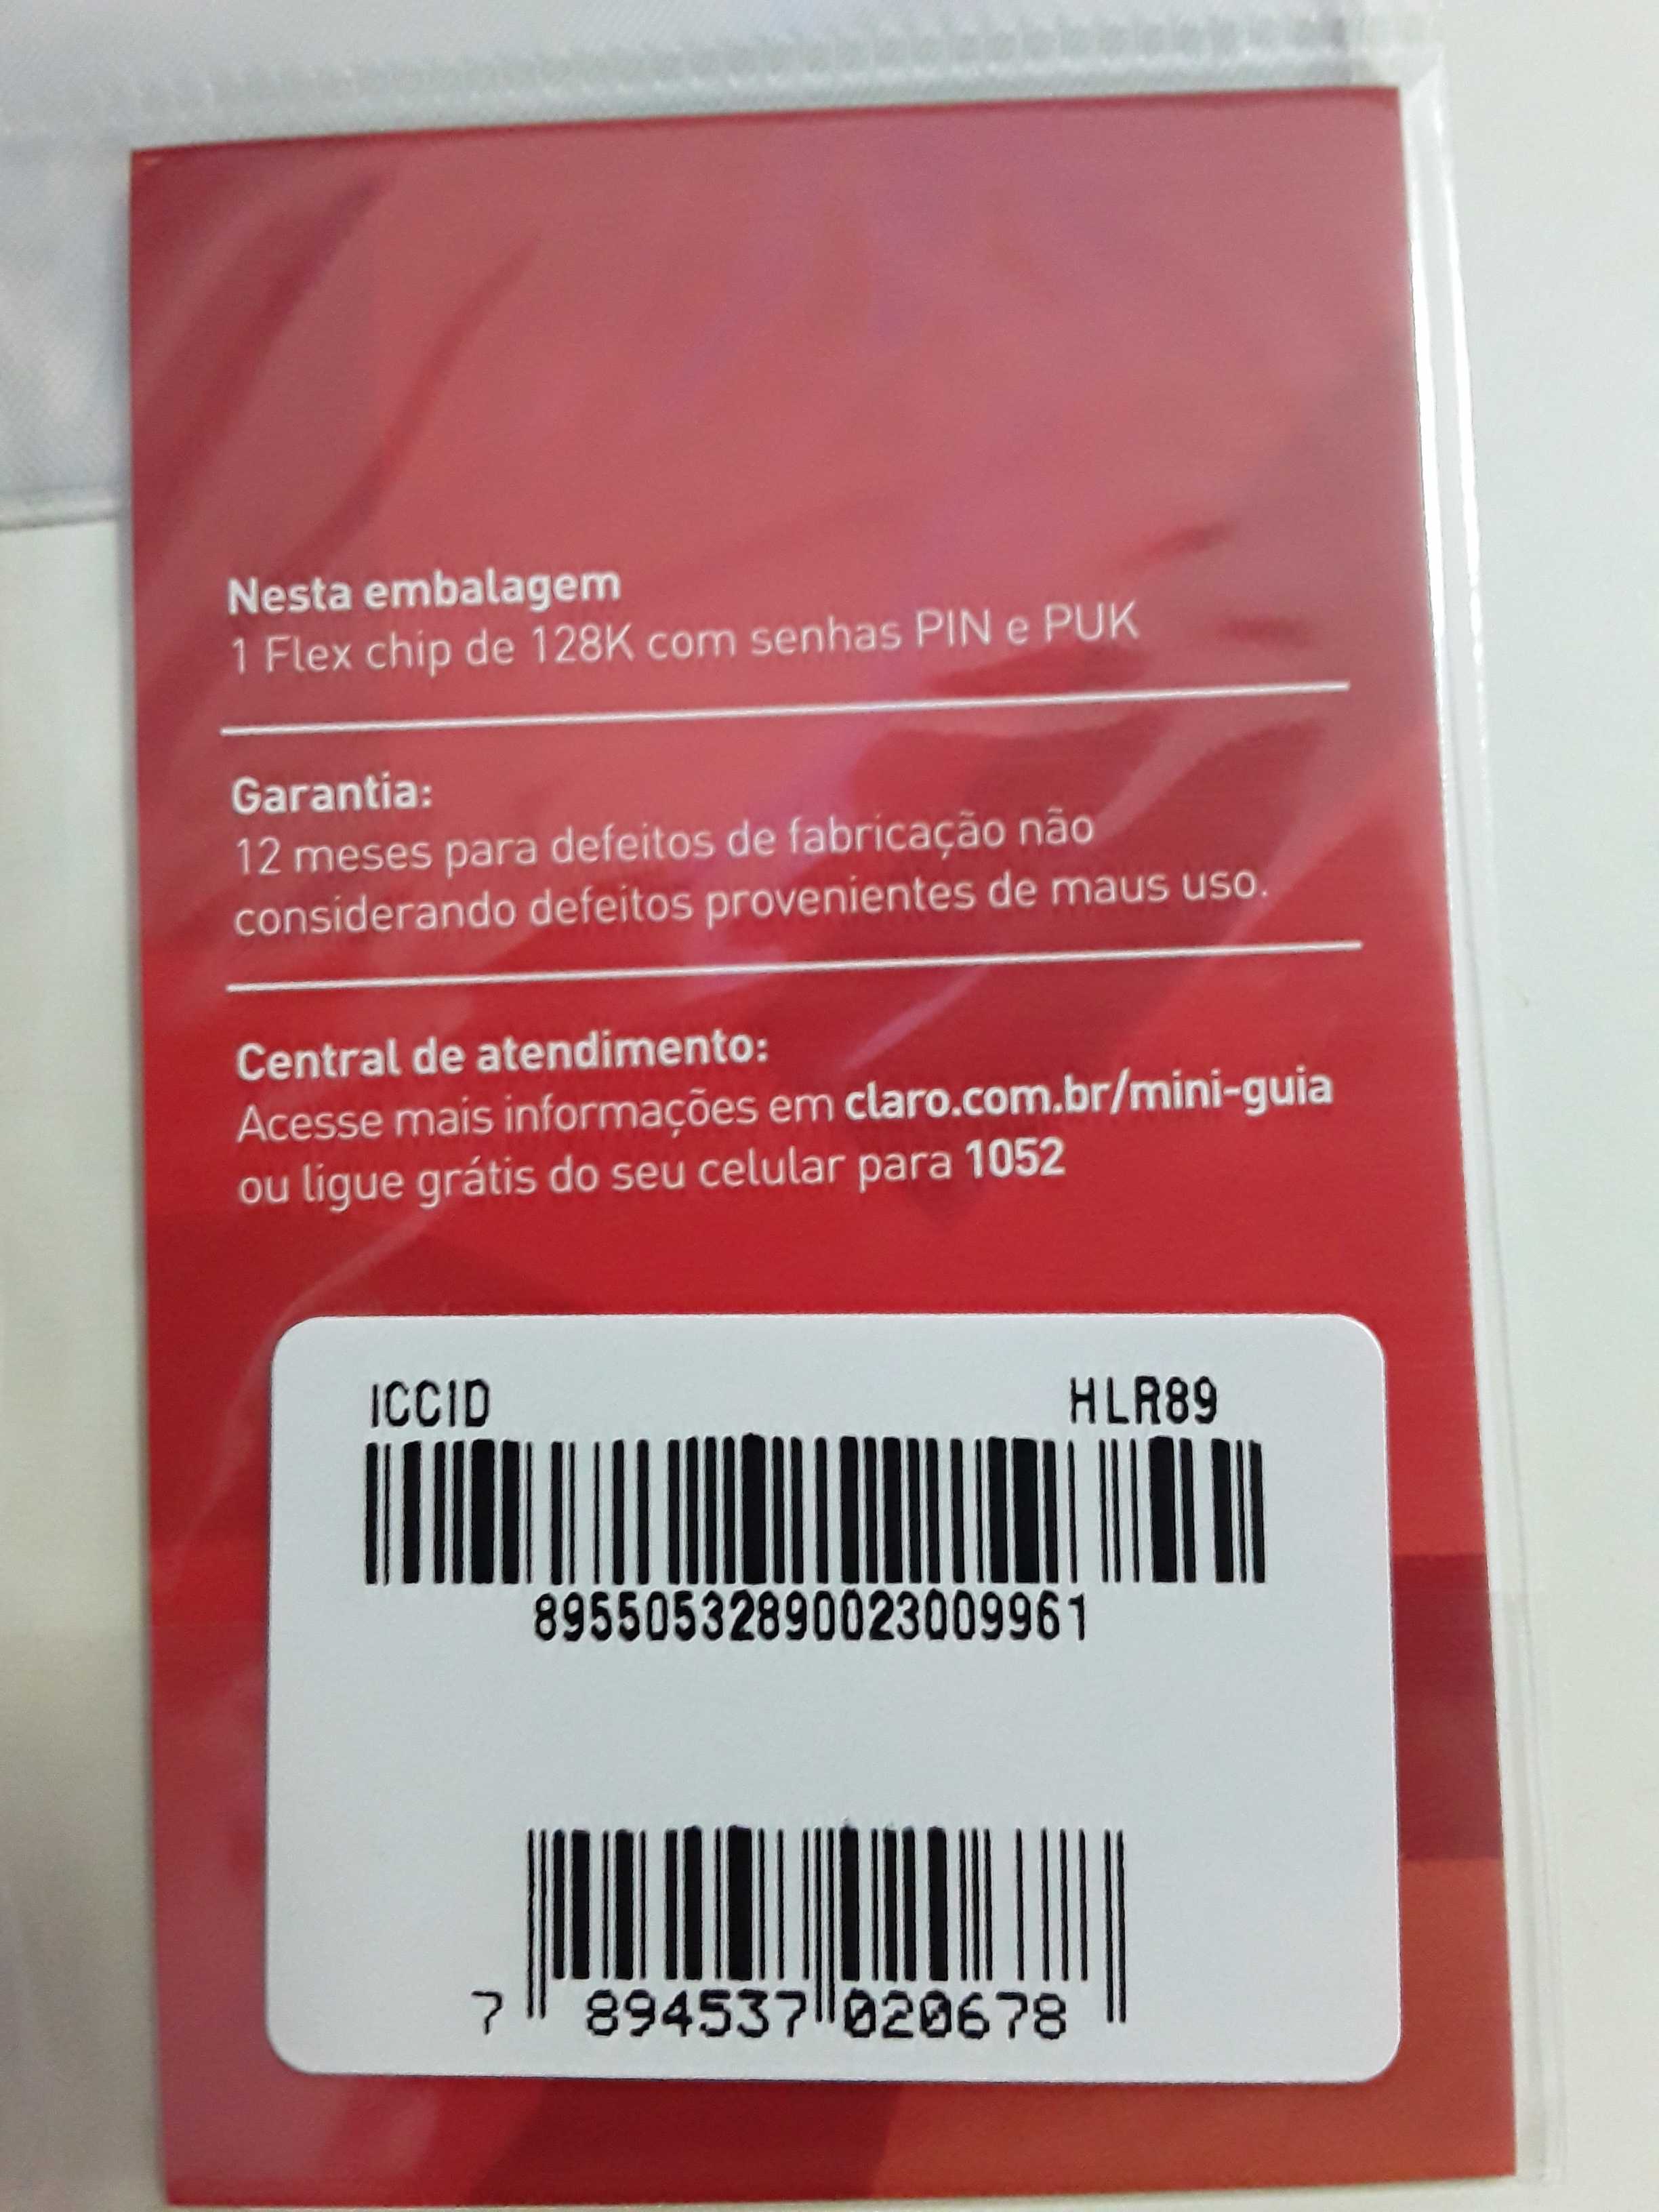 Nesta embalagem
1 Flex chip de 128K com senhas PIN e PUK
Garantia:
12 meses para defeitos de fabricação não
considerando defeitos provenientes de maus uso.
Central de atendimento:
Acesse mais informações em claro.com.br/mini-guia
ou ligue grátis do seu celular para 1052
ICCID HLR89
89550532890023009961
7 894537 020678